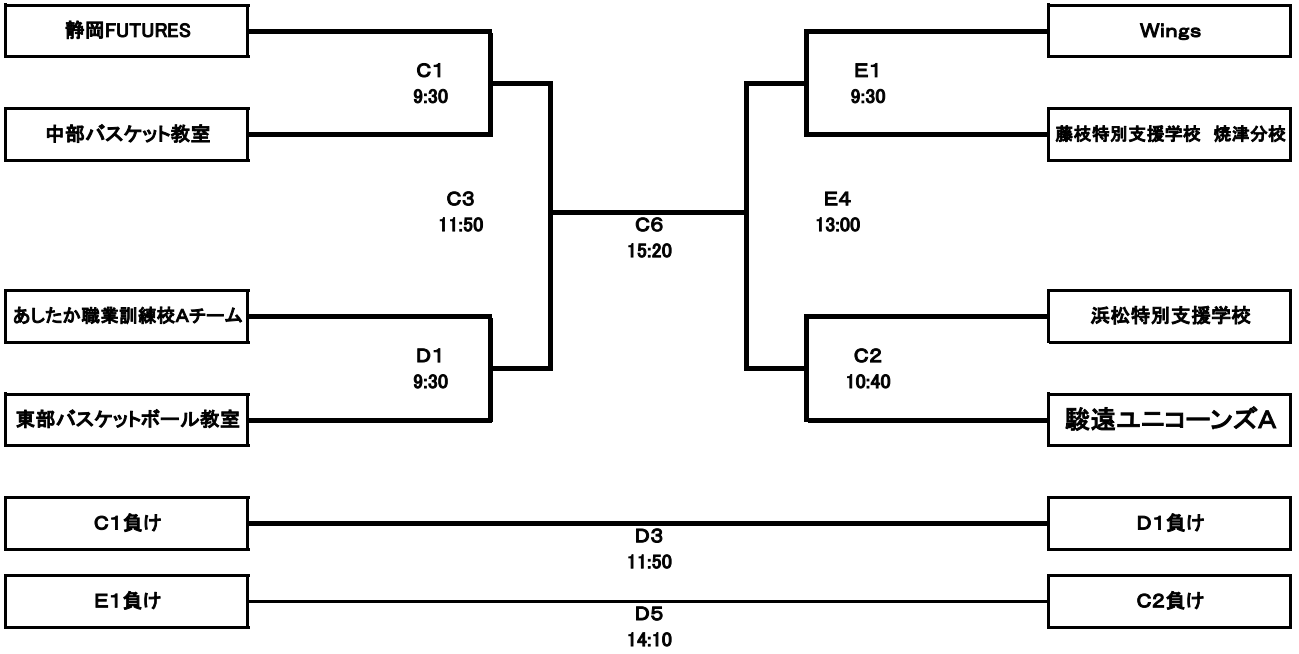 静岡FUTURES
Wings
C1
9:30
E1
9:30
中部バスケット教室
藤枝特別支援学校　焼津分校
C3
11:50
C6
15:20
E4
13:00
あしたか職業訓練校Aチーム
浜松特別支援学校
D1
9:30
C2
10:40
東部バスケットボール教室
駿遠ユニコーンズA
C1負け
D1負け
D3
11:50
E1負け
C2負け
D5
14:10